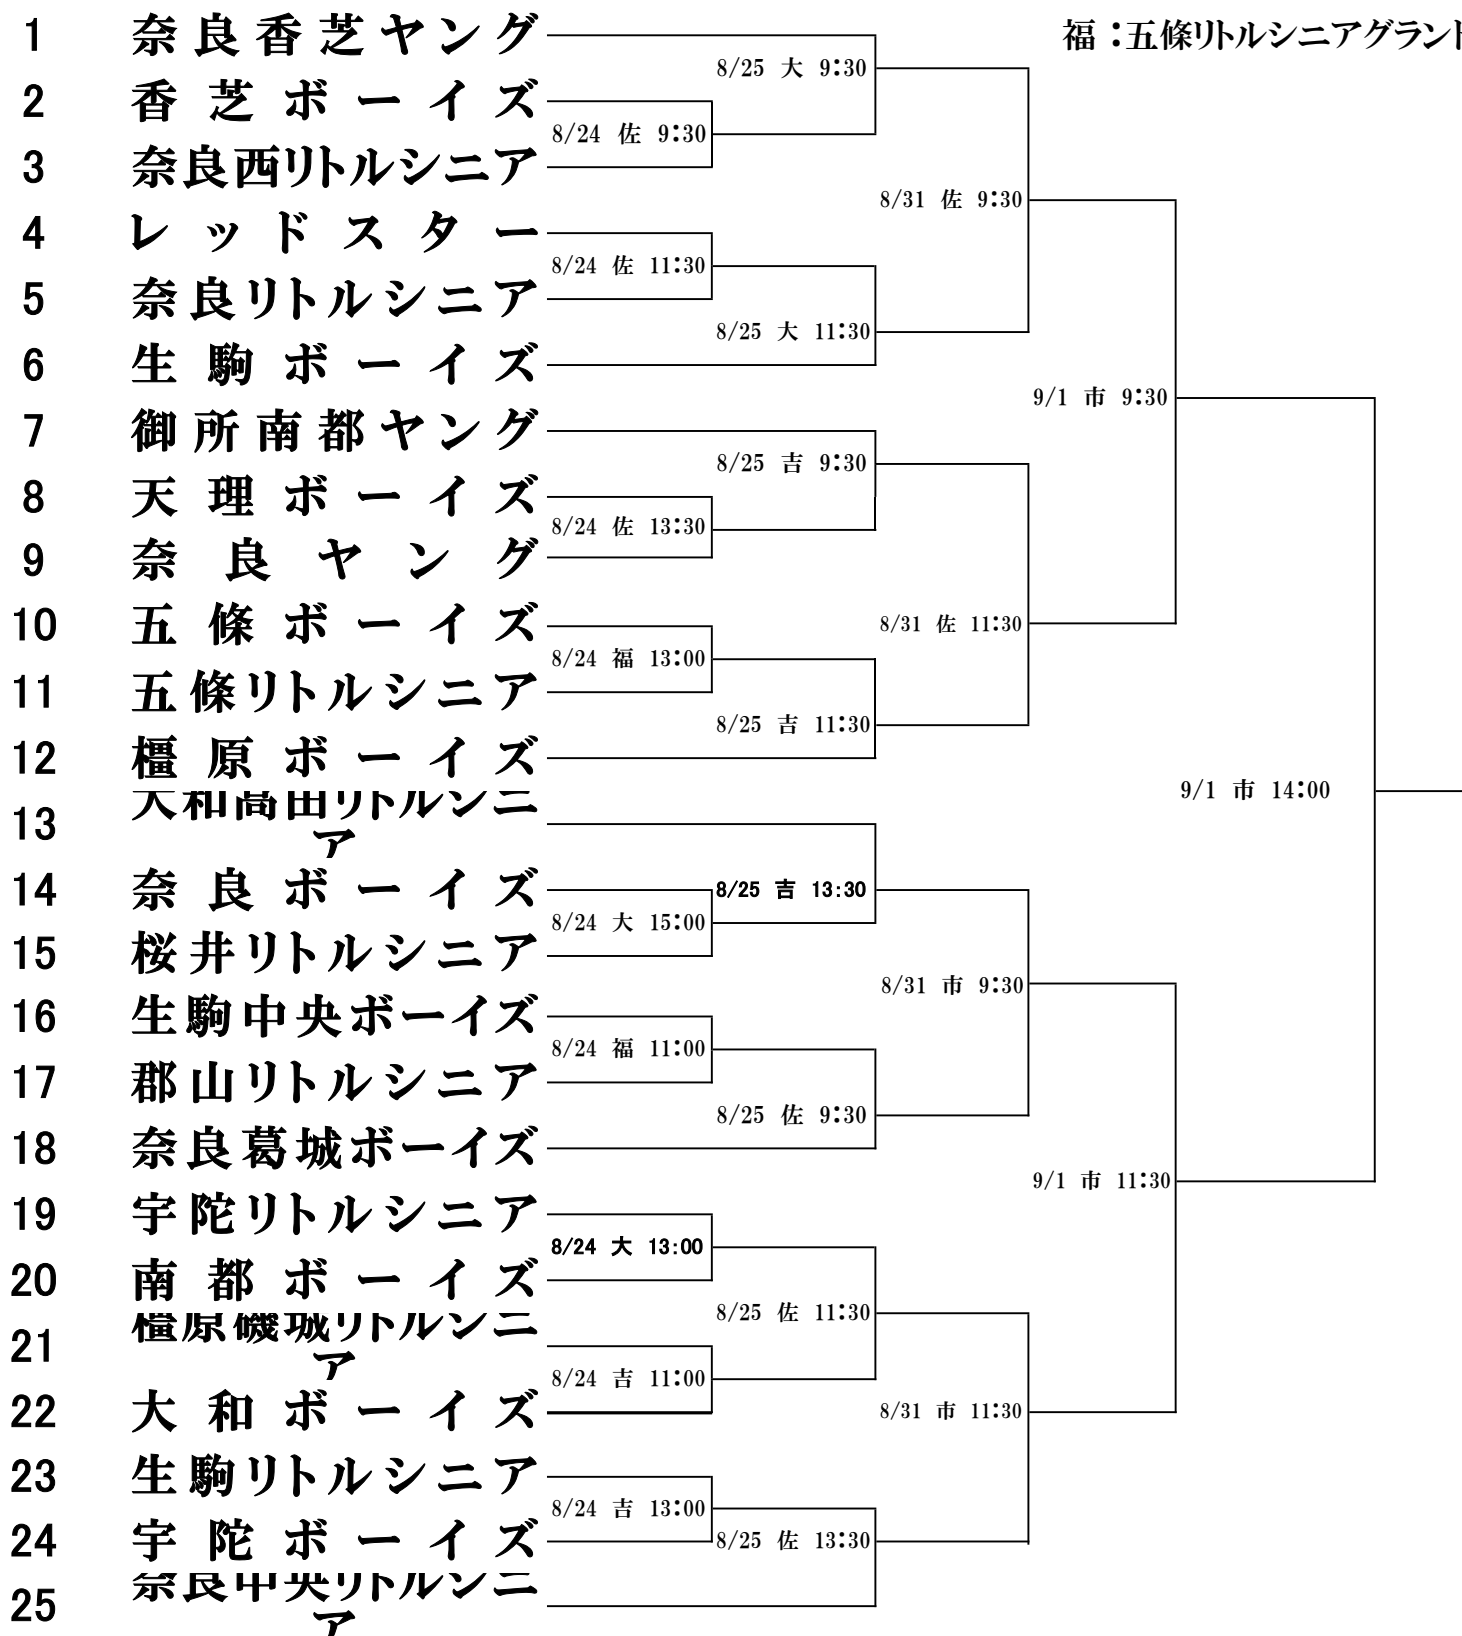 福：五條リトルシニアグラント
1 奈良香芝ヤング
8/25 大 9:30
2 香芝ボーイズ
8/24 佐 9:30
3 奈良西リトルシニア
8/31 佐 9:30
4 レッドスター
8/24 佐 11:30
5 奈良リトルシニア
8/25 大 11:30
6 生駒ボーイズ
9/1 市 9:30
7 御所南都ヤング
8/25 吉 9:30
8 天理ボーイズ
8/24 佐 13:30
9 奈良ヤング
10 五條ボーイズ
8/31 佐 11:30
8/24 福 13:00
11 五條リトルシニア
8/25 吉 11:30
12 橿原ボーイズ
9/1 市 14:00
13 大和高田リトルシニ
ア
14 奈良ボーイズ
8/25 吉 13:30
8/24 大 15:00
15 桜井リトルシニア
8/31 市 9:30
16 生駒中央ボーイズ
8/24 福 11:00
17 郡山リトルシニア
8/25 佐 9:30
18 奈良葛城ボーイズ
9/1 市 11:30
19 宇陀リトルシニア
8/24 大 13:00
20 南都ボーイズ
8/25 佐 11:30
21 橿原磯城リトルシニ
ア
8/24 吉 11:00
22 大和ボーイズ
8/31 市 11:30
23 生駒リトルシニア
8/24 吉 13:00
24 宇陀ボーイズ
8/25 佐 13:30
25 奈良中央リトルシニ
ア